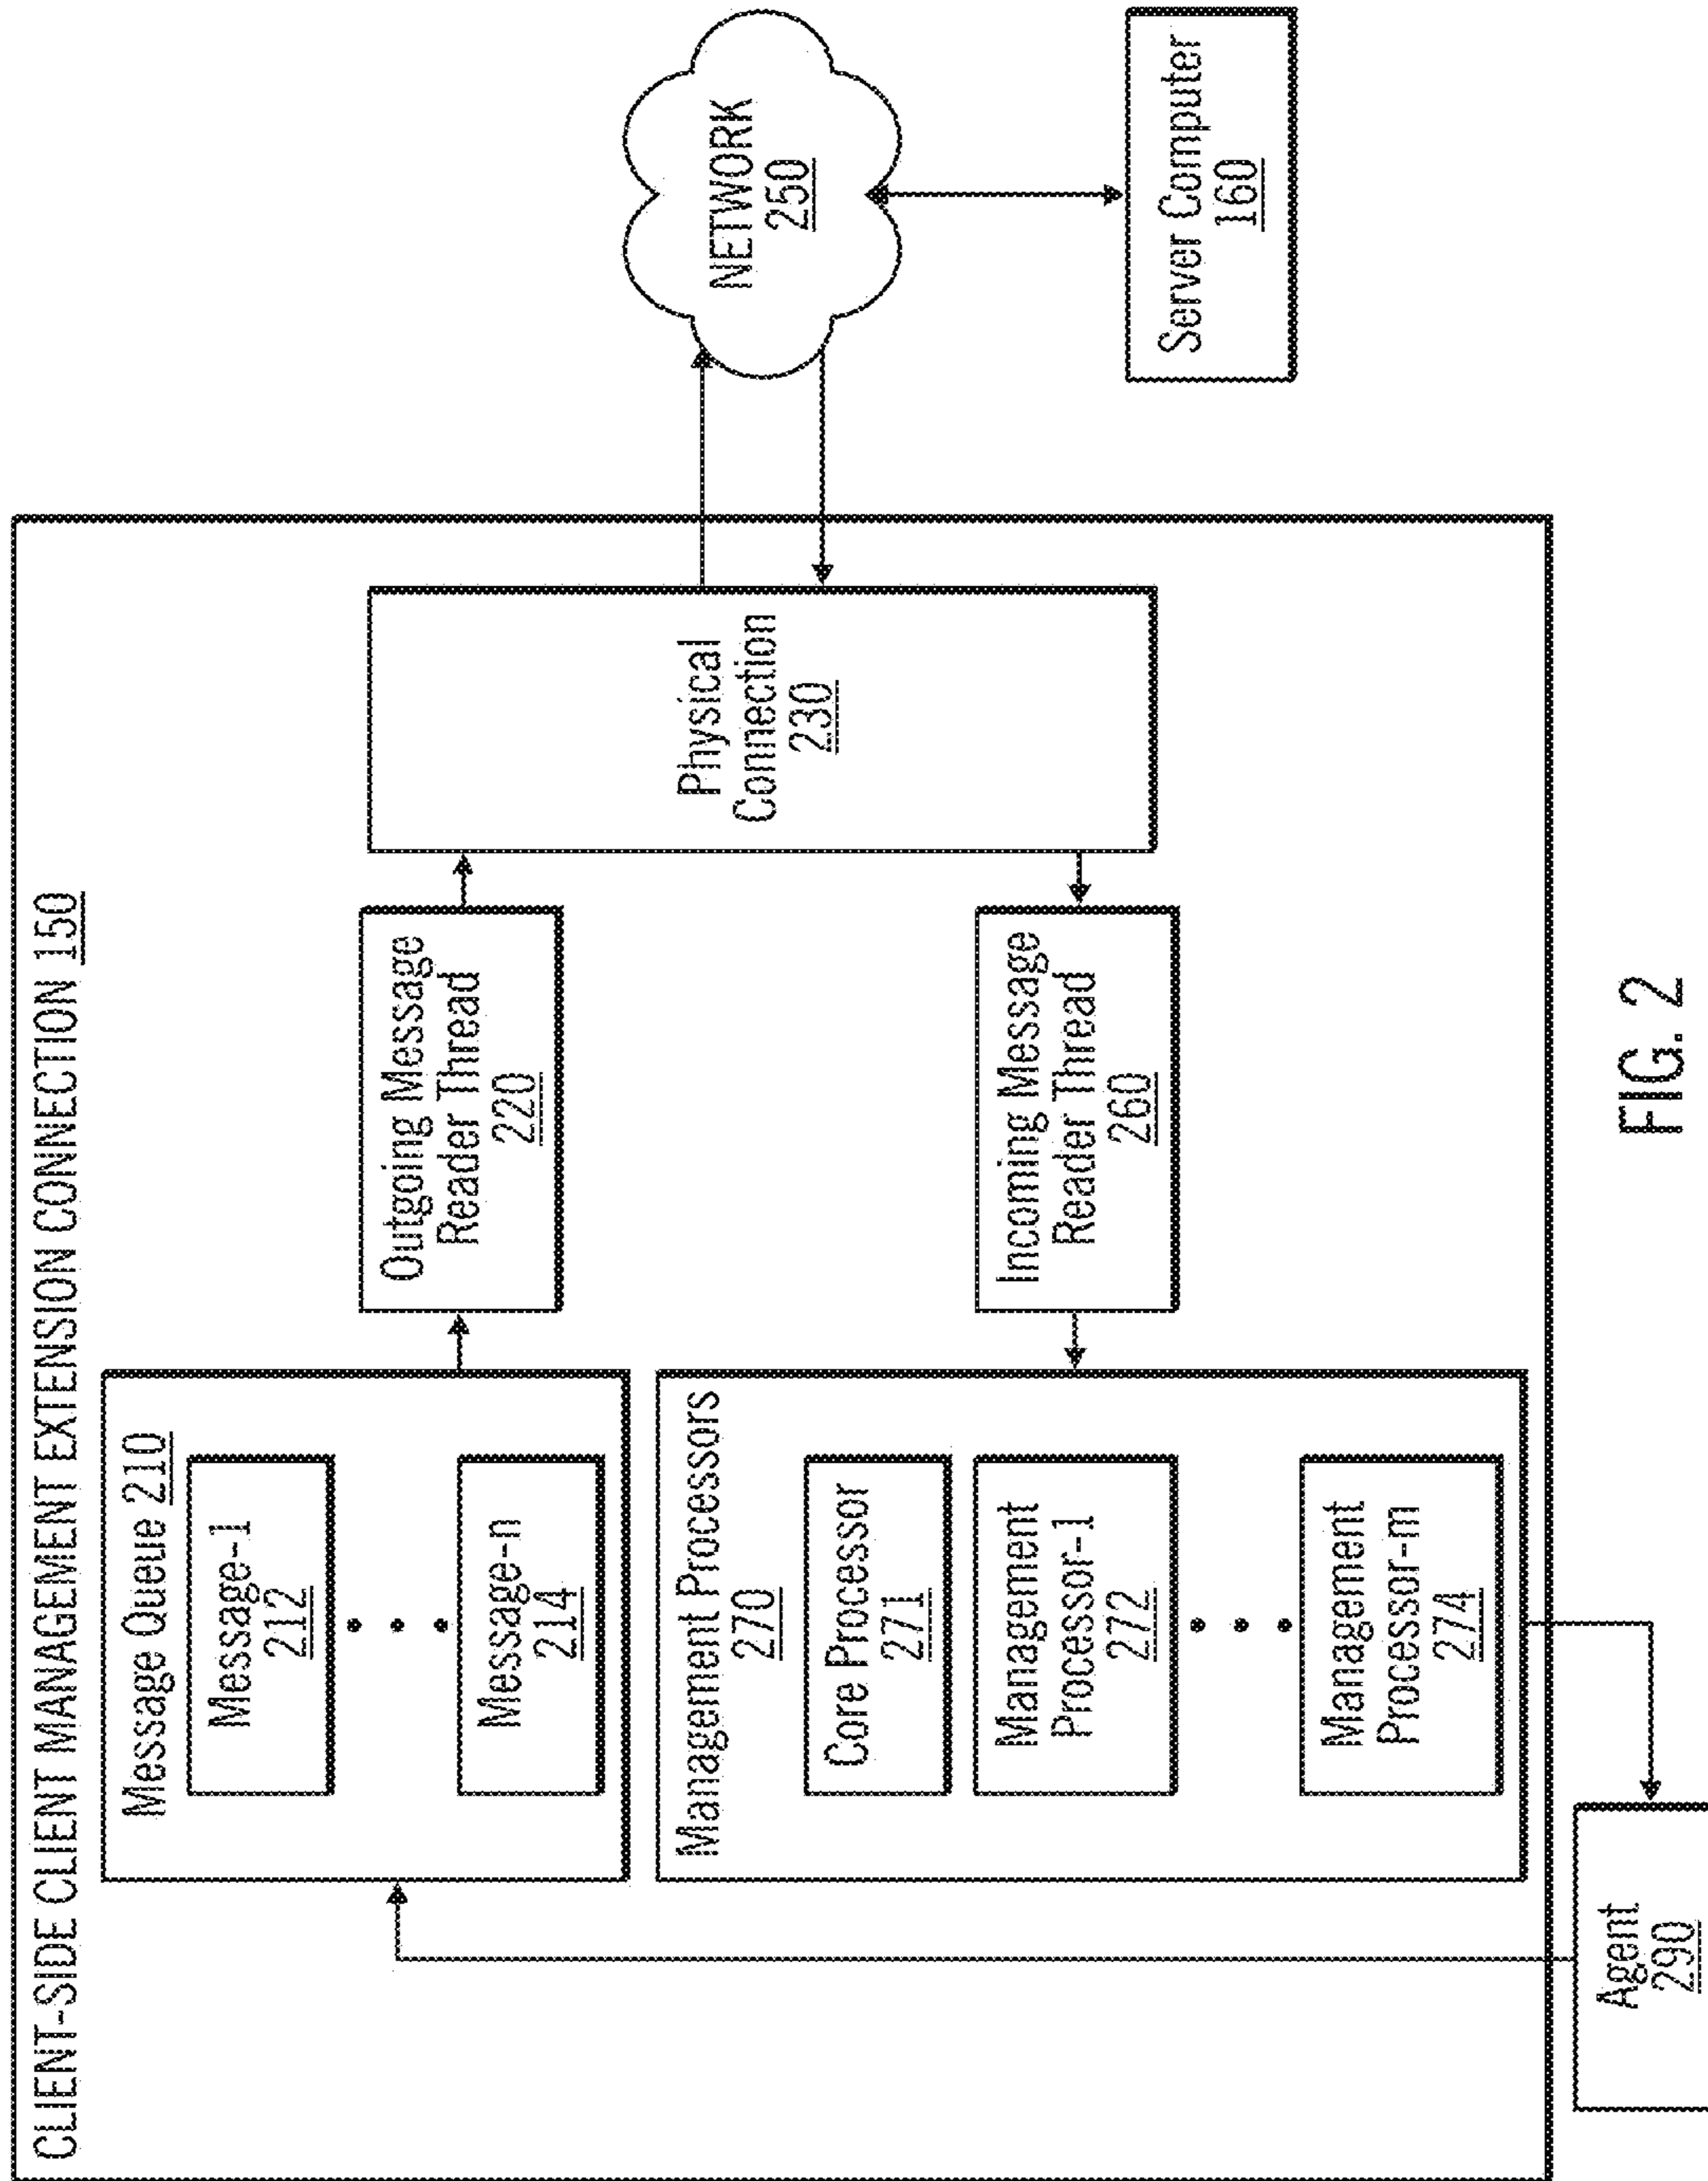 CLIENT-SIDE CLIENT MANAGEMENT EXTENSION CONNECTION 150
Message Queue 210
Message-1
212
Message-n
214
Outgoing Message
Reader Thread
220
Physical
Connection
230
NETWORK
250
Server Computer
160
Incoming Message
Reader Thread
260
Management Processors
270
Core Processor
271
Management
Processor-1
272
Management
Processor-m
274
Agent
290
FIG. 2